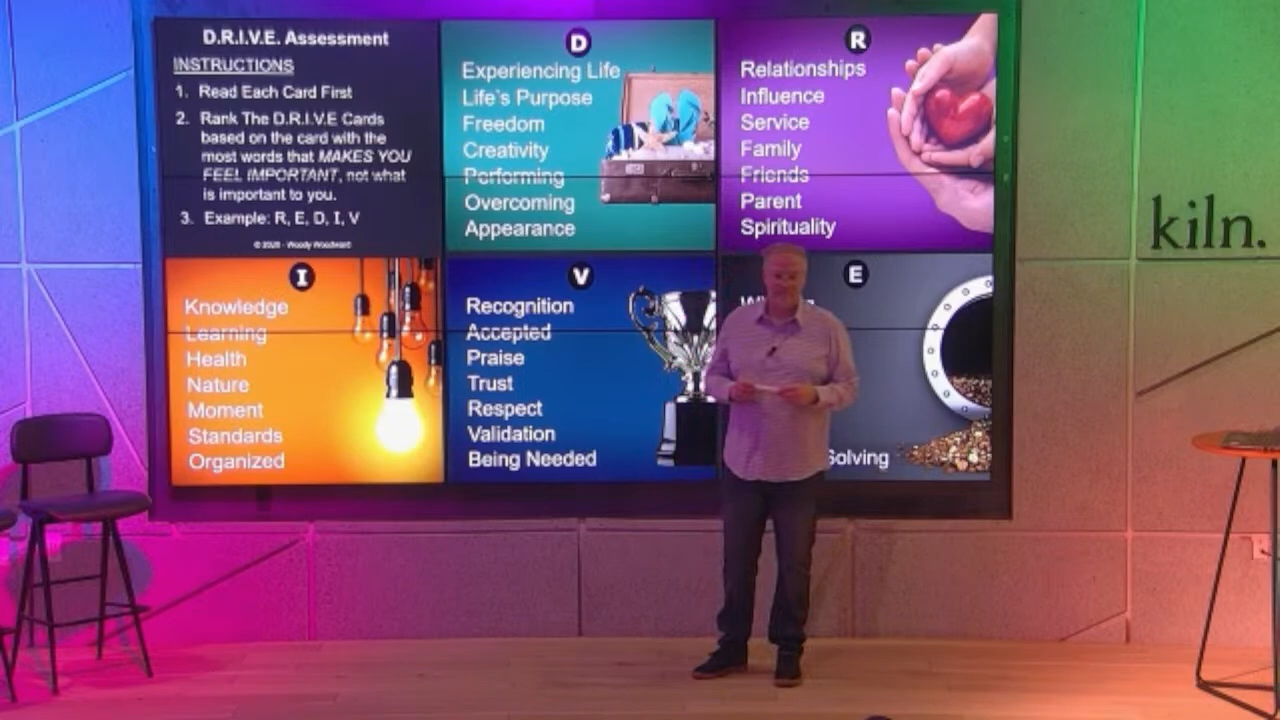 D.R.I.V.E. Assessment
INSTRUCTIONS
1. Read Each Card First
2. Rank The D.R.I.V.E Cards
based on the card with the
most words that MAKES YOU
FEEL IMPORTANT, not what
is important to you.
3. Example: R, E, D, I, V
© 2020 - Woody Woodward
D
Experiencing Life
Life's Purpose
Freedom
Creativity
Performing
Overcoming
Appearance
R
Relationships
Influence
Service
Family
Friends
Parent
Spirituality
kiln.
I
Knowledge
Learning
Health
Nature
Moment
Standards
Organized
V
Recognition
Accepted
Praise
Trust
Respect
Validation
Being Needed
E
Solving